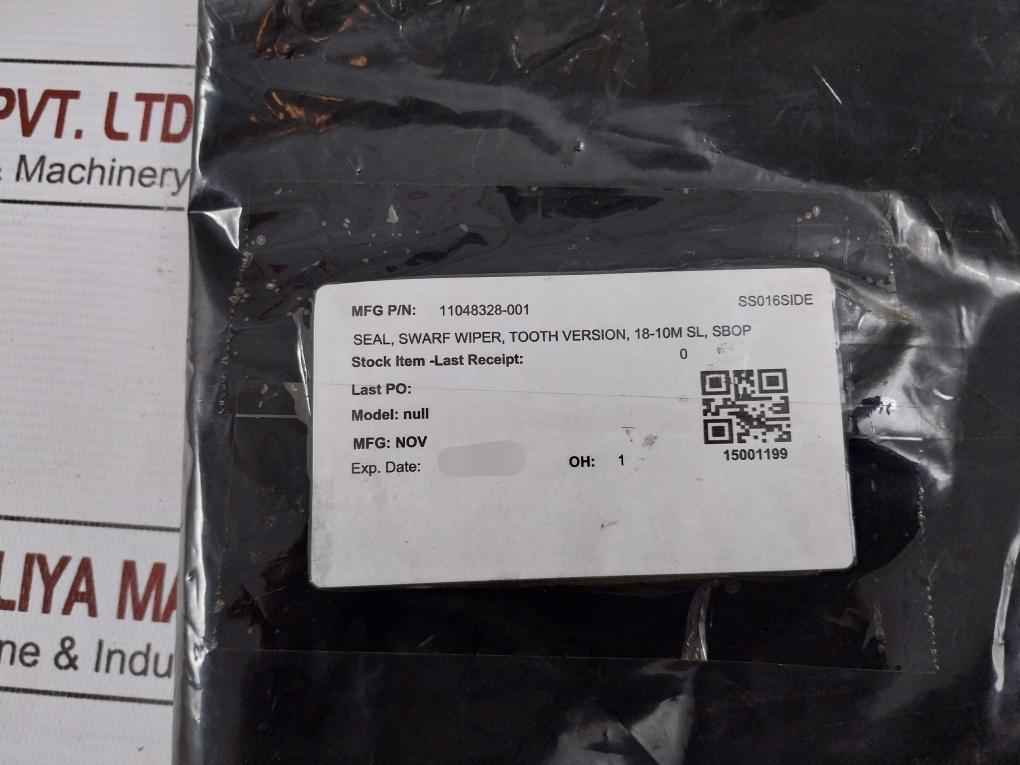 PVT. LTD
& Machinery
LIYA MA
ne & Indu
MFG P/N: 11048328-001
SS016SIDE
SEAL, SWARF WIPER, TOOTH VERSION, 18-10M SL, SBOP
Stock Item -Last Receipt: 0
Last PO:
Model: null
MFG: NOV
Exp. Date:
OH: 1
15001199